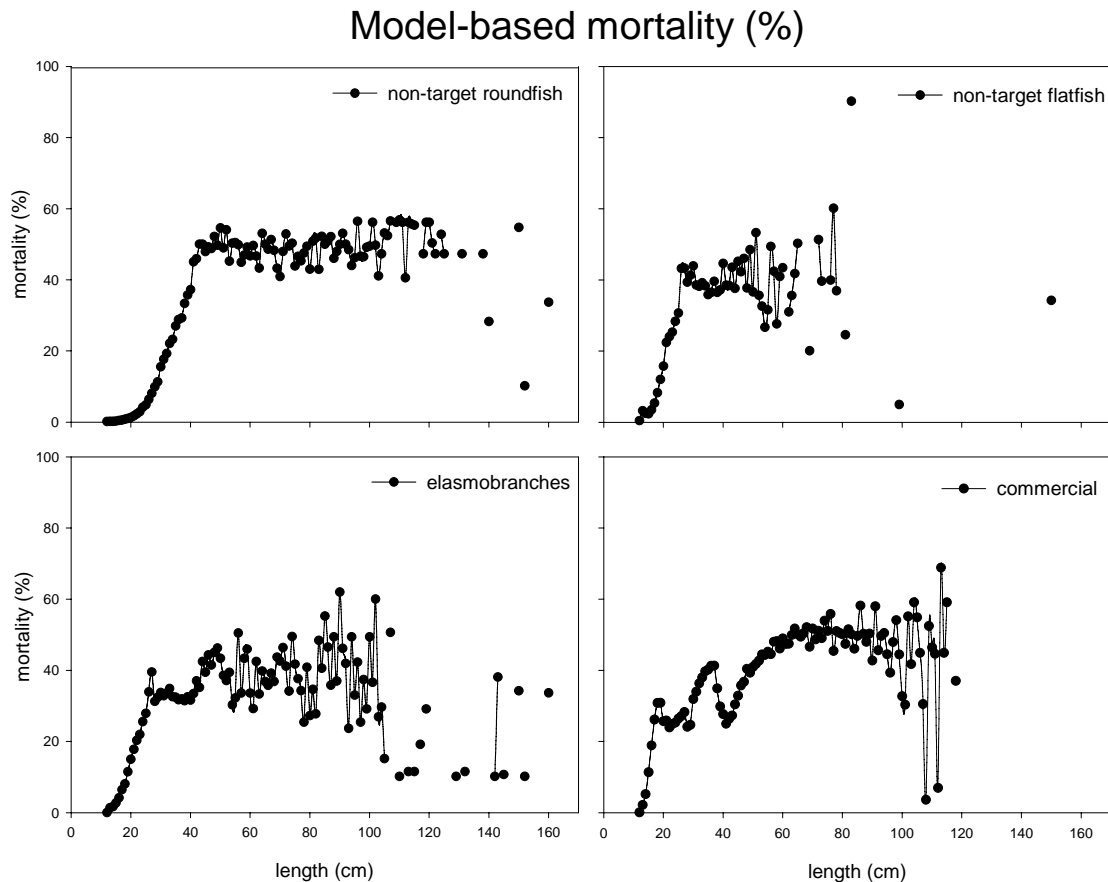 Model-based mortality (%)
100
80
60
40
20
0
mortality (%)
non-target roundfish
non-target flatfish
100
80
60
40
20
0
mortality (%)
elasmobranches
commercial
0 20 40 60 80 100 120 140 160
0 20 40 60 80 100 120 140 160
length (cm)
length (cm)